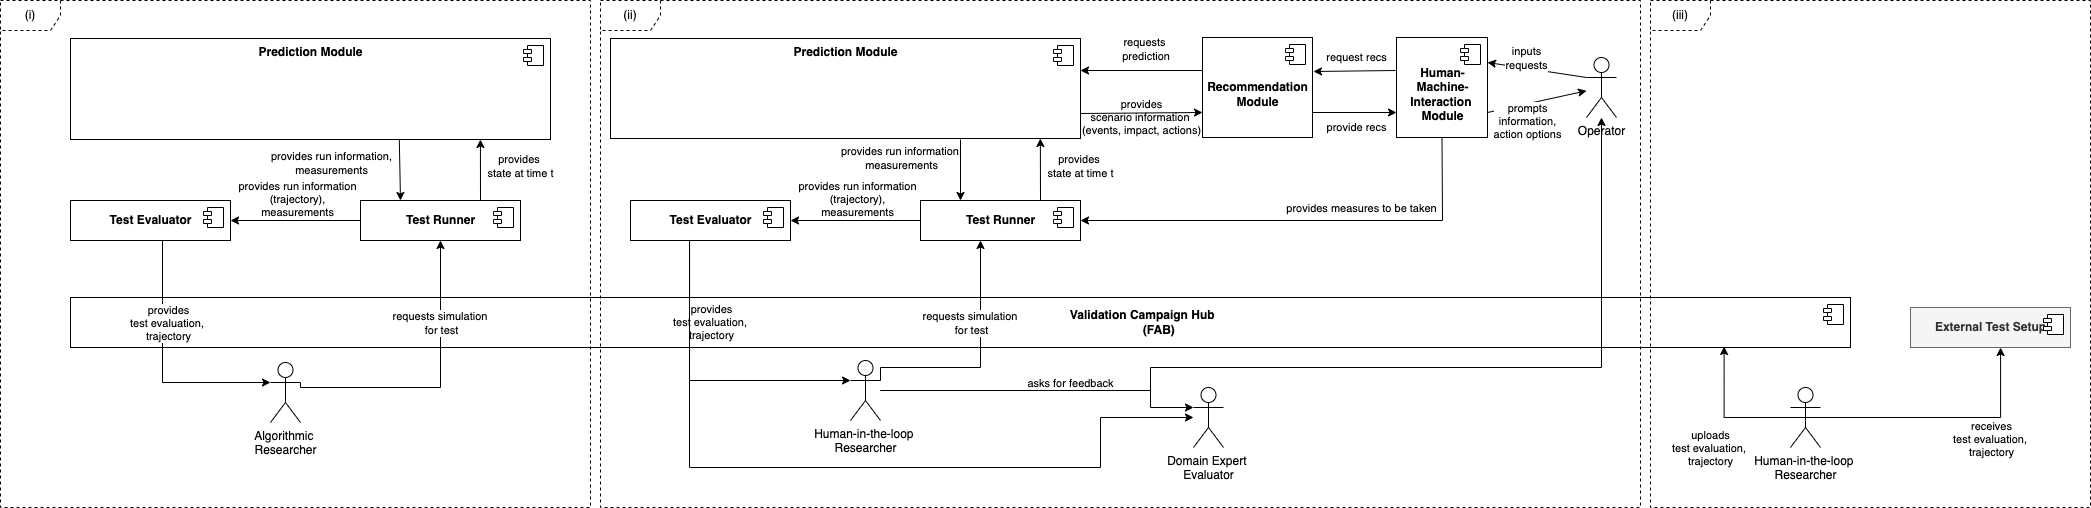 (i)
Prediction Module
provides run information,
measurements
provides
state at time t
provides run information
(trajectory),
measurements
Test Evaluator
Test Runner
provides
test evaluation,
trajectory
requests simulation
for test
Algorithmic
Researcher
(ii)
Prediction Module
requests
prediction
provides
scenario information
(events, impact, actions)
Recommendation
Module
request recs
provide recs
Human-
Machine-
Interaction
Module
inputs
requests
prompts
information,
action options
Operator
provides run information
measurements
provides
state at time t
provides run information
(trajectory),
measurements
Test Evaluator
Test Runner
provides measures to be taken
provides
test evaluation,
trajectory
requests simulation
for test
Validation Campaign Hub
(FAB)
asks for feedback
Human-in-the-loop
Researcher
Domain Expert
Evaluator
(iii)
External Test Setup
uploads
test evaluation,
trajectory
Human-in-the-loop
Researcher
receives
test evaluation,
trajectory